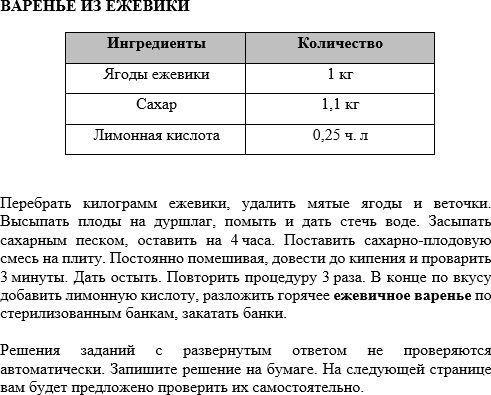 ВАРЕНЬЕ ИЗ ЕЖЕВИКИ
Ингредиенты Количество
Ягоды ежевики 1 кг
Сахар 1,1 кг
Лимонная кислота 0,25 ч. л
Перебрать килограмм ежевики, удалить мятые ягоды и веточки.
Высыпать плоды на дуршлаг, помыть и дать стечь воде. Засыпать
сахарным песком, оставить на 4 часа. Поставить сахарно-плодовую
смесь на плиту. Постоянно помешивая, довести до кипения и проварить
3 минуты. Дать остыть. Повторить процедуру 3 раза. В конце по вкусу
добавить лимонную кислоту, разложить горячее ежевичное варенье по
стерилизованным банкам, закатать банки.
Решения заданий с развернутым ответом не проверяются
автоматически. Запишите решение на бумаге. На следующей странице
вам будет предложено проверить их самостоятельно.